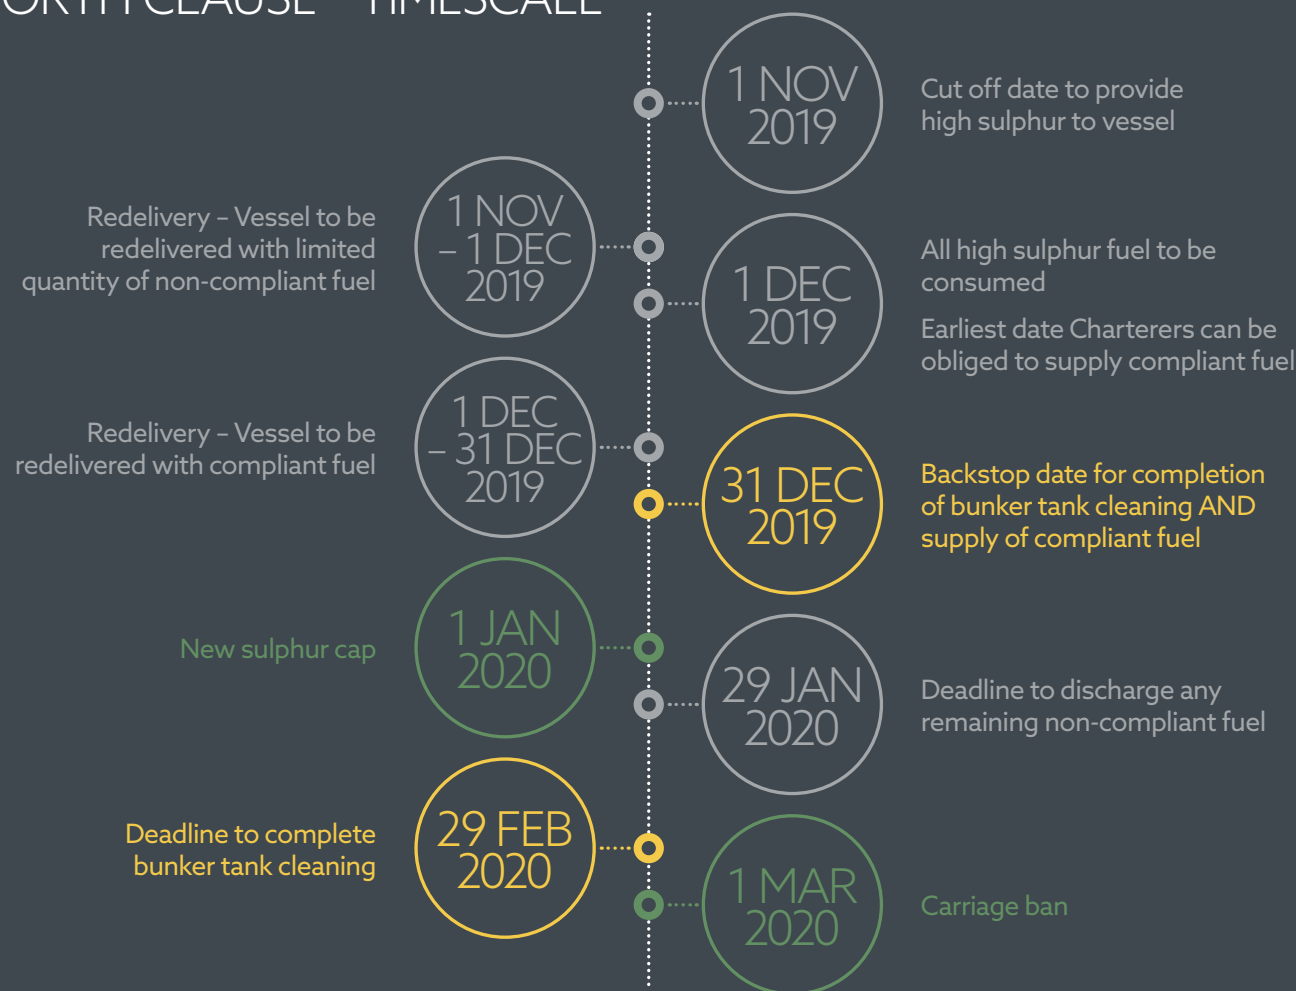 CLAUSE – TIMESCALE
1 NOV
2019
Cut off date to provide
high sulphur to vessel
Redelivery – Vessel to be
redelivered with limited
quantity of non-compliant fuel
1 NOV
– 1 DEC
2019
1 DEC
2019
All high sulphur fuel to be
consumed
Earliest date Charterers can be
obliged to supply compliant fuel
Redelivery – Vessel to be
redelivered with compliant fuel
1 DEC
– 31 DEC
2019
31 DEC
2019
Backstop date for completion
of bunker tank cleaning AND
supply of compliant fuel
New sulphur cap
1 JAN
2020
29 JAN
2020
Deadline to discharge any
remaining non-compliant fuel
Deadline to complete
bunker tank cleaning
29 FEB
2020
1 MAR
2020
Carriage ban